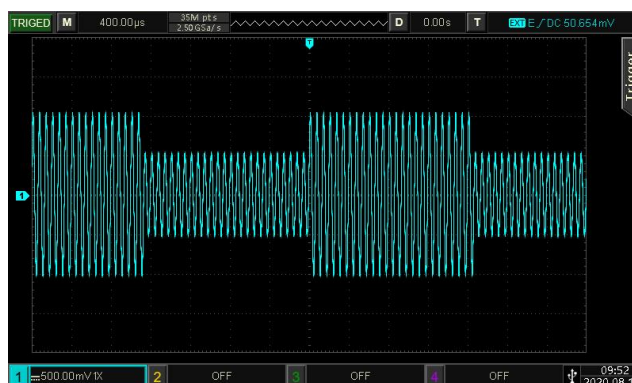 TRIGED M 400.00μs 35M pts 2.50GSa/s D 0.00s T EXT E DC 50.654mV
T
Trigger
1
1 500.00mV 1X 2 OFF 3 OFF 4 OFF 09:52